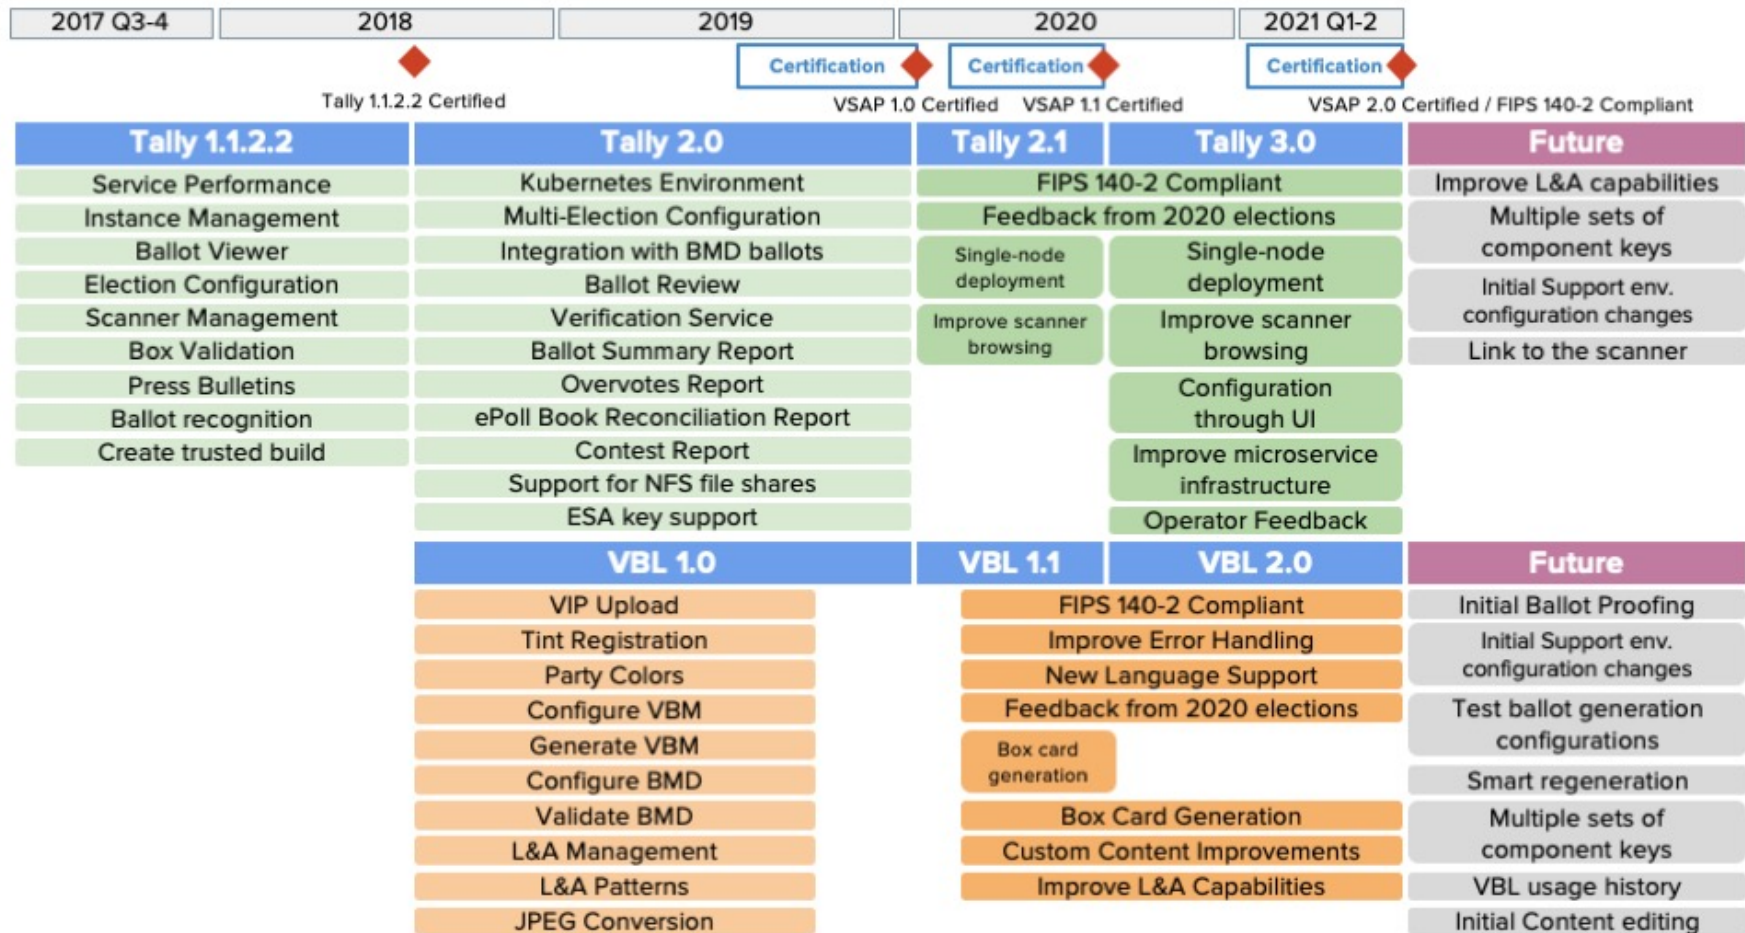 2017 Q3-4 2018 2019 2020 2021 Q1-2
Certification Certification Certification
Tally 1.1.2.2 Certified VSAP 1.0 Certified VSAP 1.1 Certified VSAP 2.0 Certified / FIPS 140-2 Compliant
Tally 1.1.2.2
Service Performance
Instance Management
Ballot Viewer
Election Configuration
Scanner Management
Box Validation
Press Bulletins
Ballot recognition
Create trusted build
Tally 2.0
Kubernetes Environment
Multi-Election Configuration
Integration with BMD ballots
Ballot Review
Verification Service
Ballot Summary Report
Overvotes Report
ePoll Book Reconciliation Report
Contest Report
Support for NFS file shares
ESA key support
Tally 2.1 Tally 3.0
FIPS 140-2 Compliant
Feedback from 2020 elections
Single-node
deployment
Improve scanner
browsing
Single-node
deployment
Improve scanner
browsing
Configuration
through UI
Improve microservice
infrastructure
Operator Feedback
Future
Improve L&A capabilities
Multiple sets of
component keys
Initial Support env.
configuration changes
Link to the scanner
VBL 1.0
VIP Upload
Tint Registration
Party Colors
Configure VBM
Generate VBM
Configure BMD
Validate BMD
L&A Management
L&A Patterns
JPEG Conversion
VBL 1.1 VBL 2.0
FIPS 140-2 Compliant
Improve Error Handling
New Language Support
Feedback from 2020 elections
Box card
generation
Box Card Generation
Custom Content Improvements
Improve L&A Capabilities
Future
Initial Ballot Proofing
Initial Support env.
configuration changes
Test ballot generation
configurations
Smart regeneration
Multiple sets of
component keys
VBL usage history
Initial Content editing